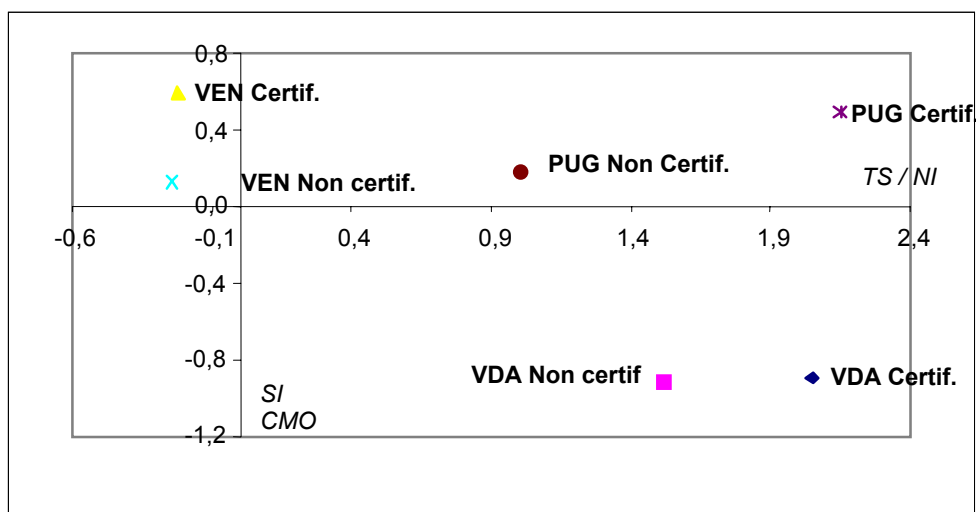 0,8
VEN Certif.
0,4
PUG Certif.
PUG Non Certif.
VEN Non certif.
TS / NI
0,0
-0,6
-0,1
0,4
0,9
1,4
1,9
2,4
-0,4
-0,8
VDA Non certif
VDA Certif.
SI
CMO
-1,2